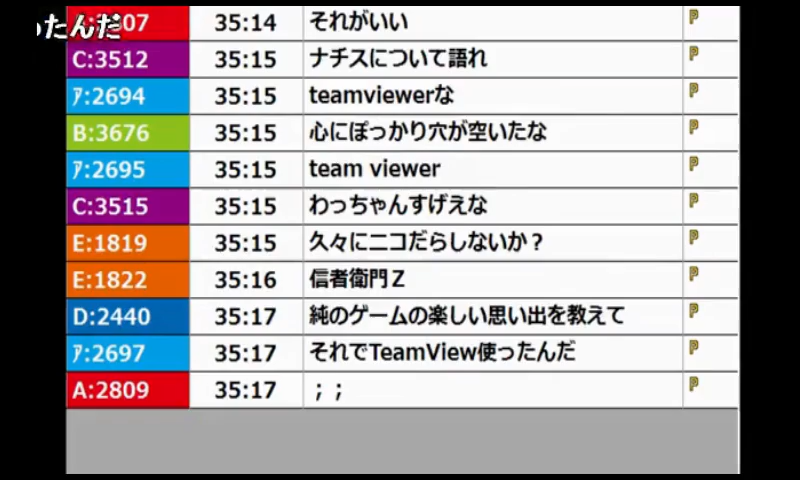 ったんだ
07 35:14 それがいい P
C:3512 35:15 ナチスについて語れ P
ｱ:2694 35:15 teamviewerな P
B:3676 35:15 心にぽっかり穴が空いたな P
ｱ:2695 35:15 team viewer P
C:3515 35:15 わっちゃんすげえな P
E:1819 35:15 久々にニコだらしないか？ P
E:1822 35:16 信者衛門Ｚ P
D:2440 35:17 純のゲームの楽しい思い出を教えて P
ｱ:2697 35:17 それでTeamView使ったんだ P
A:2809 35:17 ；； P